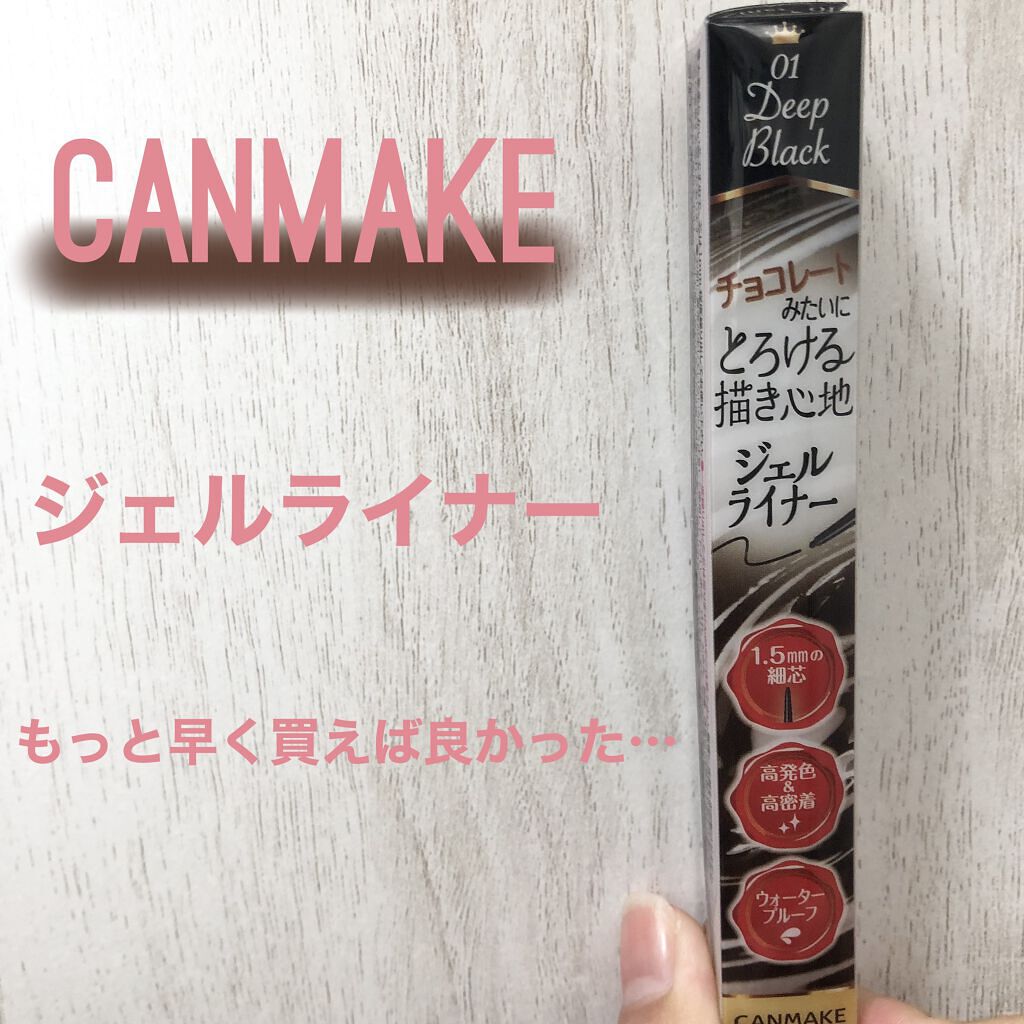 CANMAKE
ジェルライナー
もっと早く買えば良かった…
01
Deep
Black
チョコレート
みたいに
とろける
描き心地
ジェル
ライナー
1.5mmの
細芯
高発色
&
高密着
ウォーター
プルーフ
CANMAKE